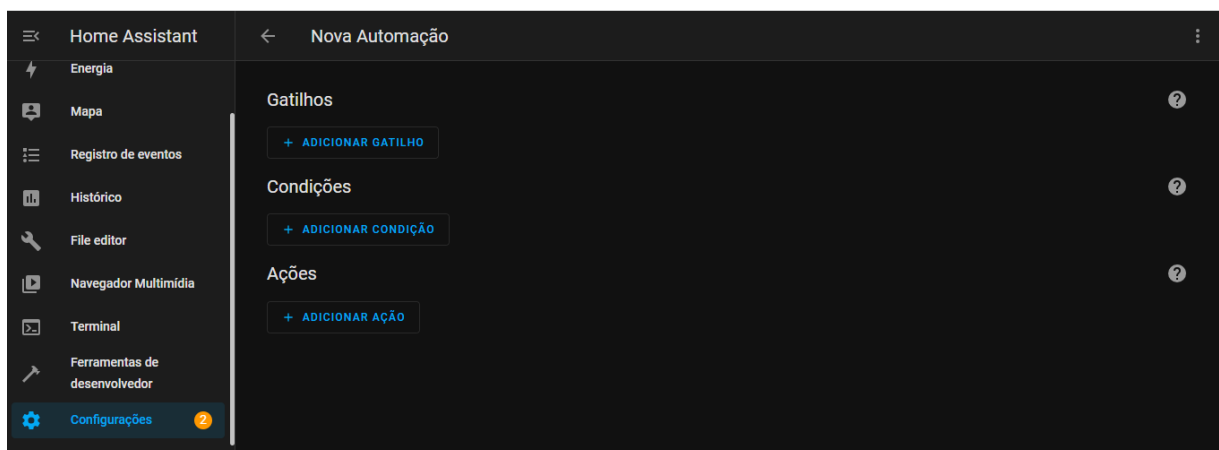 Home Assistant
Nova Automação
Energia
Mapa
Registro de eventos
Histórico
File editor
Navegador Multimídia
Terminal
Ferramentas de
desenvolvedor
Configurações 2
Gatilhos
+ ADICIONAR GATILHO
Condições
+ ADICIONAR CONDIÇÃO
Ações
+ ADICIONAR AÇÃO